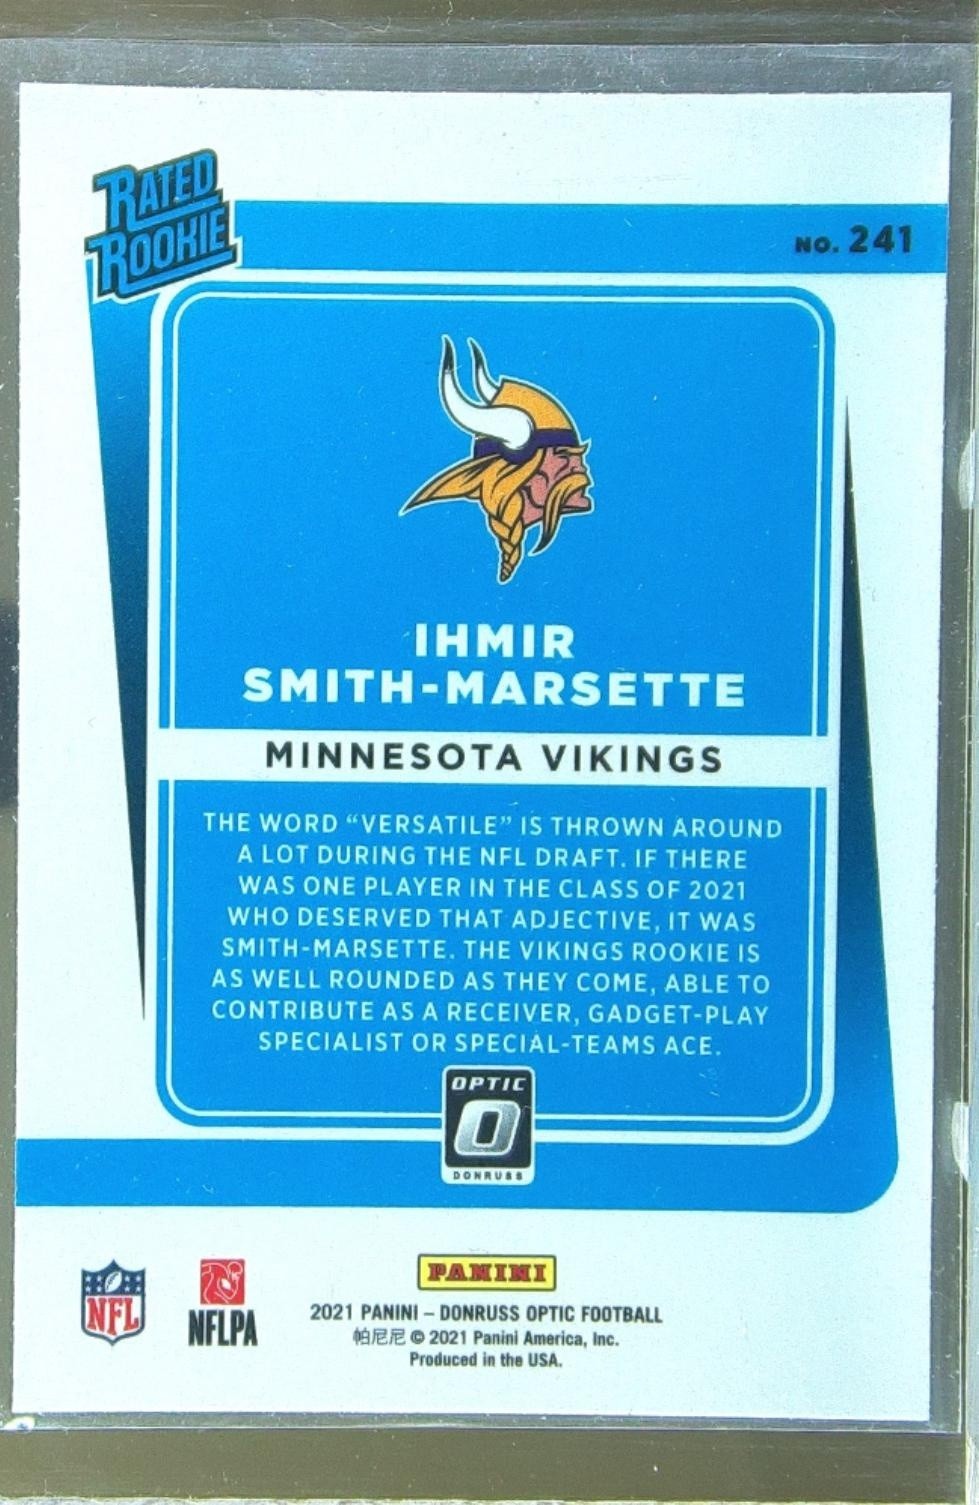 RATED
ROOKIE
NO. 241
IHMIR
SMITH-MARSETTE
MINNESOTA VIKINGS
THE WORD “VERSATILE” IS THROWN AROUND
A LOT DURING THE NFL DRAFT. IF THERE
WAS ONE PLAYER IN THE CLASS OF 2021
WHO DESERVED THAT ADJECTIVE, IT WAS
SMITH-MARSETTE. THE VIKINGS ROOKIE IS
AS WELL ROUNDED AS THEY COME, ABLE TO
CONTRIBUTE AS A RECEIVER, GADGET-PLAY
SPECIALIST OR SPECIAL-TEAMS ACE.
OPTIC
O
DONRUSS
NFL
NFLPA
PANINI
2021 PANINI – DONRUSS OPTIC FOOTBALL
帕尼尼 © 2021 Panini America, Inc.
Produced in the USA.